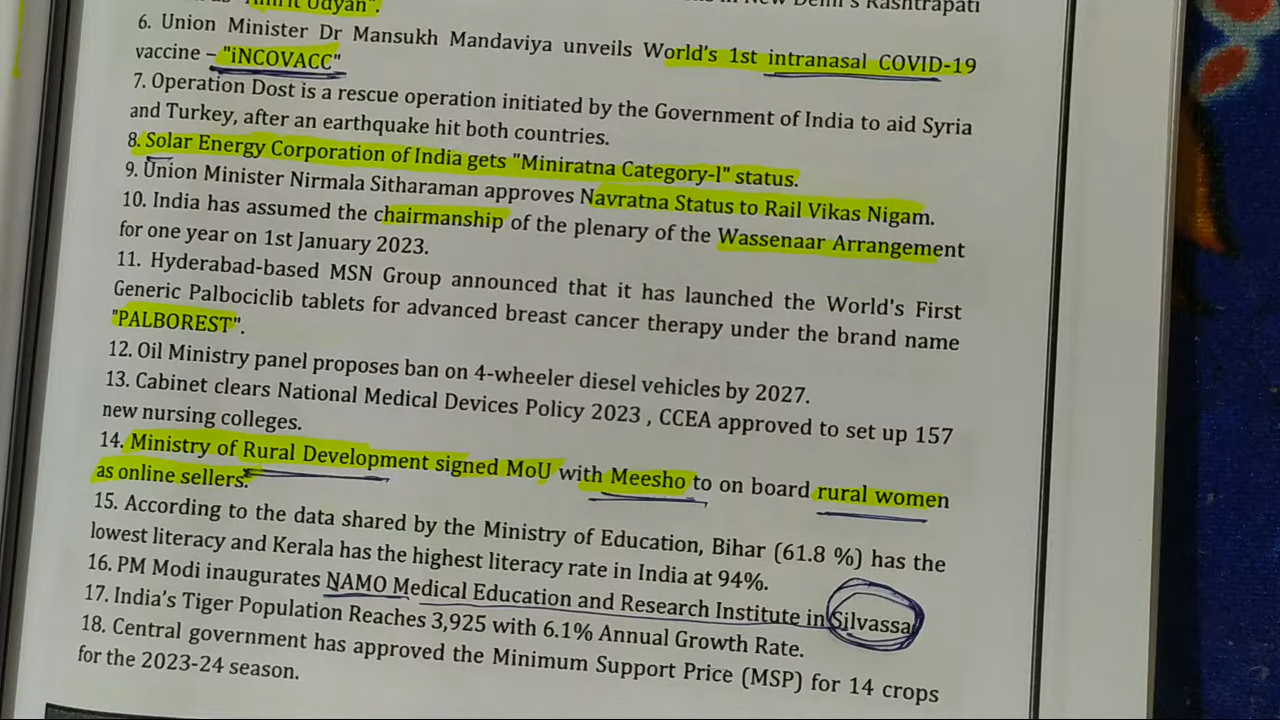 "Amrit Udyan".
in New Delhi's Rashtrapati
6. Union Minister Dr Mansukh Mandaviya unveils World's 1st intranasal COVID-19
vaccine – "iNCOVACC"
7. Operation Dost is a rescue operation initiated by the Government of India to aid Syria
and Turkey, after an earthquake hit both countries.
8. Solar Energy Corporation of India gets "Miniratna Category-I" status.
9. Union Minister Nirmala Sitharaman approves Navratna Status to Rail Vikas Nigam.
10. India has assumed the chairmanship of the plenary of the Wassenaar Arrangement
for one year on 1st January 2023.
11. Hyderabad-based MSN Group announced that it has launched the World's First
Generic Palbociclib tablets for advanced breast cancer therapy under the brand name
"PALBOREST".
12. Oil Ministry panel proposes ban on 4-wheeler diesel vehicles by 2027.
13. Cabinet clears National Medical Devices Policy 2023 , CCEA approved to set up 157
new nursing colleges.
14. Ministry of Rural Development signed MoU with Meesho to on board rural women
as online sellers.
15. According to the data shared by the Ministry of Education, Bihar (61.8 %) has the
lowest literacy and Kerala has the highest literacy rate in India at 94%.
16. PM Modi inaugurates NAMO Medical Education and Research Institute in Silvassa
17. India's Tiger Population Reaches 3,925 with 6.1% Annual Growth Rate.
18. Central government has approved the Minimum Support Price (MSP) for 14 crops
for the 2023-24 season.